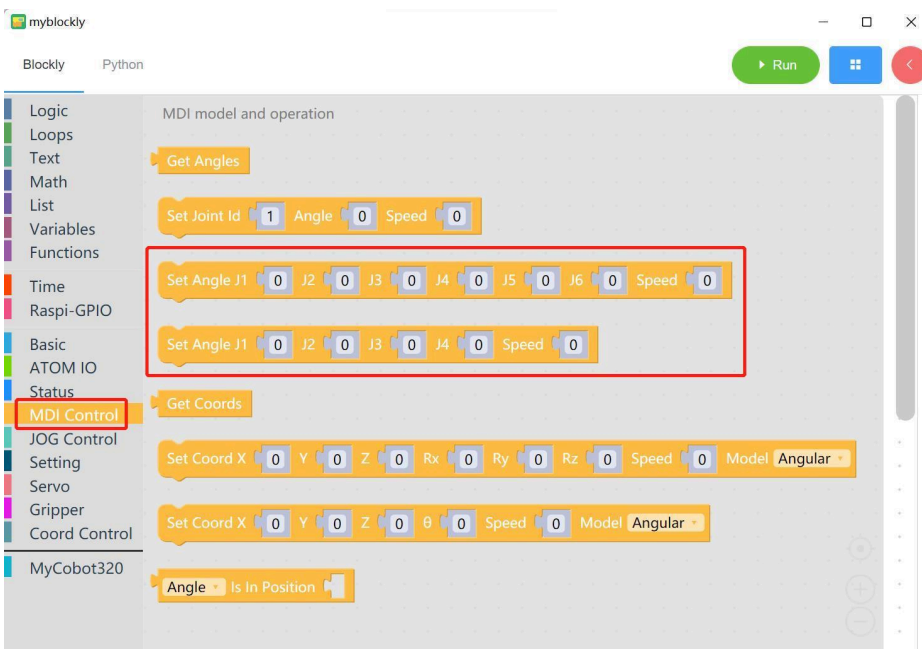 myblockly
Blockly Python Run
Logic
Loops
Text
Math
List
Variables
Functions
Time
Raspi-GPIO
Basic
ATOM IO
Status
MDI Control
JOG Control
Setting
Servo
Gripper
Coord Control
MyCobot320
MDI model and operation
Get Angles
Set Joint Id 1 Angle 0 Speed 0
Set Angle J1 0 J2 0 J3 0 J4 0 J5 0 J6 0 Speed 0
Set Angle J1 0 J2 0 J3 0 J4 0 Speed 0
Get Coords
Set Coord X 0 Y 0 Z 0 Rx 0 Ry 0 Rz 0 Speed 0 Model Angular
Set Coord X 0 Y 0 Z 0 θ 0 Speed 0 Model Angular
Angle Is In Position